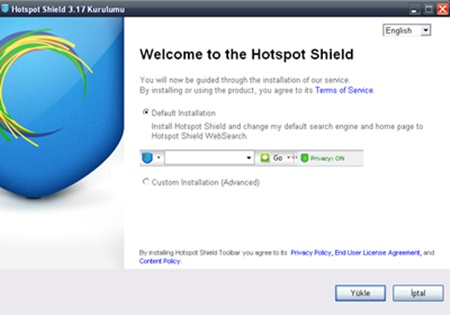 Hotspot Shield 3.17 Kurulumu
English
Welcome to the Hotspot Shield
You will now be guided through the installation of our service.
By installing or using the product, you agree to its Terms of Service.
Default Installation
Install Hotspot Shield and change my default search engine and home page to
Hotspot Shield WebSearch.
Go
Privacy: ON
Custom Installation (Advanced)
By installing Hotspot Shield Toolbar you agree to its. Privacy Policy, End User License Agreement, and
Content Policy.
Yükle
İptal